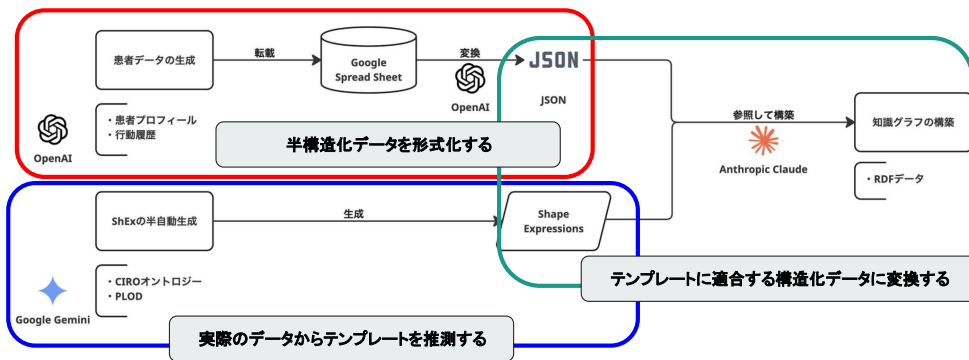 患者データの生成
転載
Google
Spread Sheet
変換
OpenAI
JSON
JSON
・患者プロフィール
・行動履歴
OpenAI
半構造化データを形式化する
参照して構築
Anthropic Claude
知識グラフの構築
・RDFデータ
ShExの半自動生成
生成
Shape
Expressions
・CIROオントロジー
・PLOD
Google Gemini
テンプレートに適合する構造化データに変換する
実際のデータからテンプレートを推測する